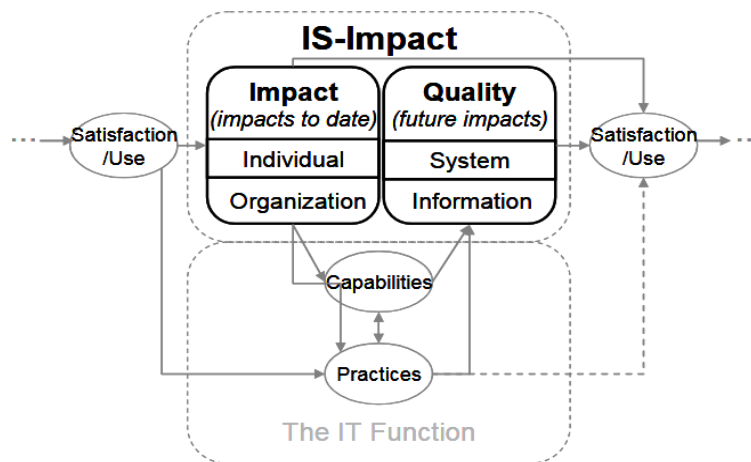 IS-Impact
Impact
(impacts to date)
Individual
Organization
Quality
(future impacts)
System
Information
...
Satisfaction
/Use
Satisfaction
/Use
...
Capabilities
Practices
The IT Function